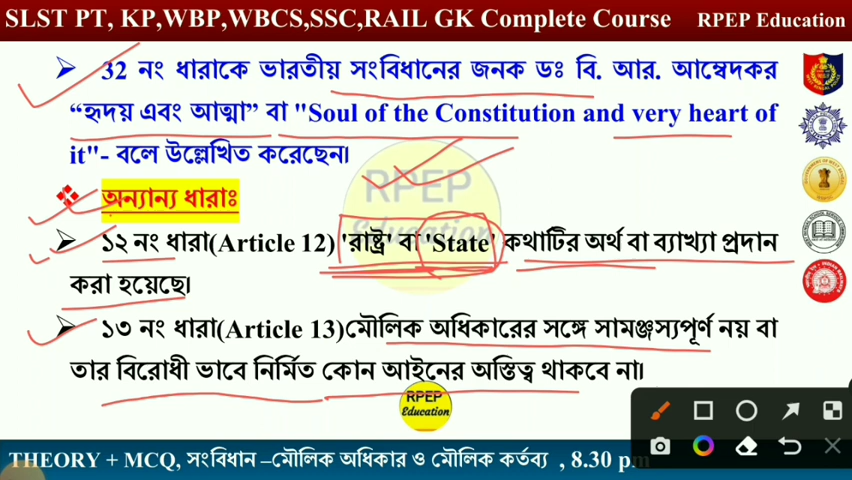 SLST PT, KP,WBP,WBCS,SSC,RAIL GK Complete Course RPEP Education
32 নং ধারাকে ভারতীয় সংবিধানের জনক ডঃ বি. আর. আম্বেদকর
“হৃদয় এবং আত্মা” বা "Soul of the Constitution and very heart of
it"- বলে উল্লেখিত করেছেন।
RPEP
Education
অন্যান্য ধারাঃ
১২ নং ধারা(Article 12) 'রাষ্ট্র' বা 'State' কথাটির অর্থ বা ব্যাখ্যা প্রদান
করা হয়েছে।
১৩ নং ধারা(Article 13)মৌলিক অধিকারের সঙ্গে সামঞ্জস্যপূর্ণ নয় বা
তার বিরোধী ভাবে নির্মিত কোন আইনের অস্তিত্ব থাকবে না।
RPEP
Education
THEORY + MCQ, সংবিধান –মৌলিক অধিকার ও মৌলিক কর্তব্য , 8.30 pm